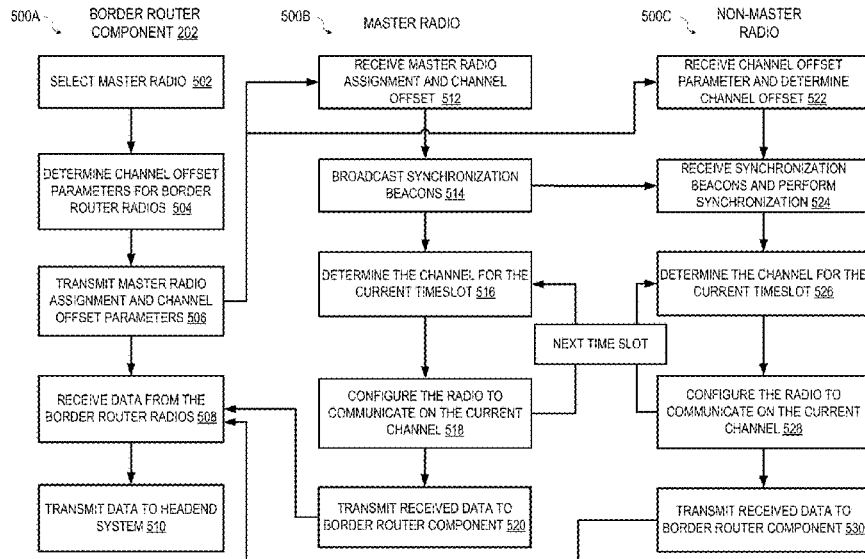 500A
BORDER ROUTER
COMPONENT 202
SELECT MASTER RADIO 502
DETERMINE CHANNEL OFFSET
PARAMETERS FOR BORDER
ROUTER RADIOS 504
TRANSMIT MASTER RADIO
ASSIGNMENT AND CHANNEL
OFFSET PARAMETERS 506
RECEIVE DATA FROM THE
BORDER ROUTER RADIOS 508
TRANSMIT DATA TO HEADEND
SYSTEM 510
500B
MASTER RADIO
RECEIVE MASTER RADIO
ASSIGNMENT AND CHANNEL
OFFSET 512
BROADCAST SYNCHRONIZATION
BEACONS 514
DETERMINE THE CHANNEL FOR THE
CURRENT TIMESLOT 516
CONFIGURE THE RADIO TO
COMMUNICATE ON THE CURRENT
CHANNEL 518
TRANSMIT RECEIVED DATA TO
BORDER ROUTER COMPONENT 520
NEXT TIME SLOT
500C
NON-MASTER
RADIO
RECEIVE CHANNEL OFFSET
PARAMETER AND DETERMINE
CHANNEL OFFSET 522
RECEIVE SYNCHRONIZATION
BEACONS AND PERFORM
SYNCHRONIZATION 524
DETERMINE THE CHANNEL FOR THE
CURRENT TIMESLOT 526
CONFIGURE THE RADIO TO
COMMUNICATE ON THE CURRENT
CHANNEL 528
TRANSMIT RECEIVED DATA TO
BORDER ROUTER COMPONENT 530